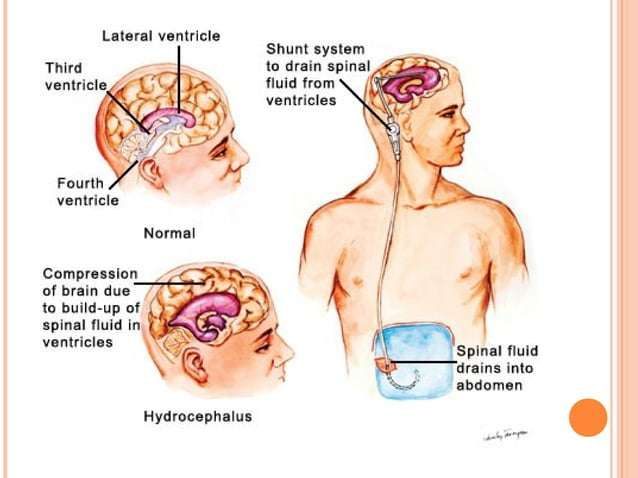 Lateral ventricle
Third
ventricle
Fourth
ventricle
Normal
Compression
of brain due
to build-up of
spinal fluid in
ventricles
Hydrocephalus
Shunt system
to drain spinal
fluid from
ventricles
Spinal fluid
drains into
abdomen